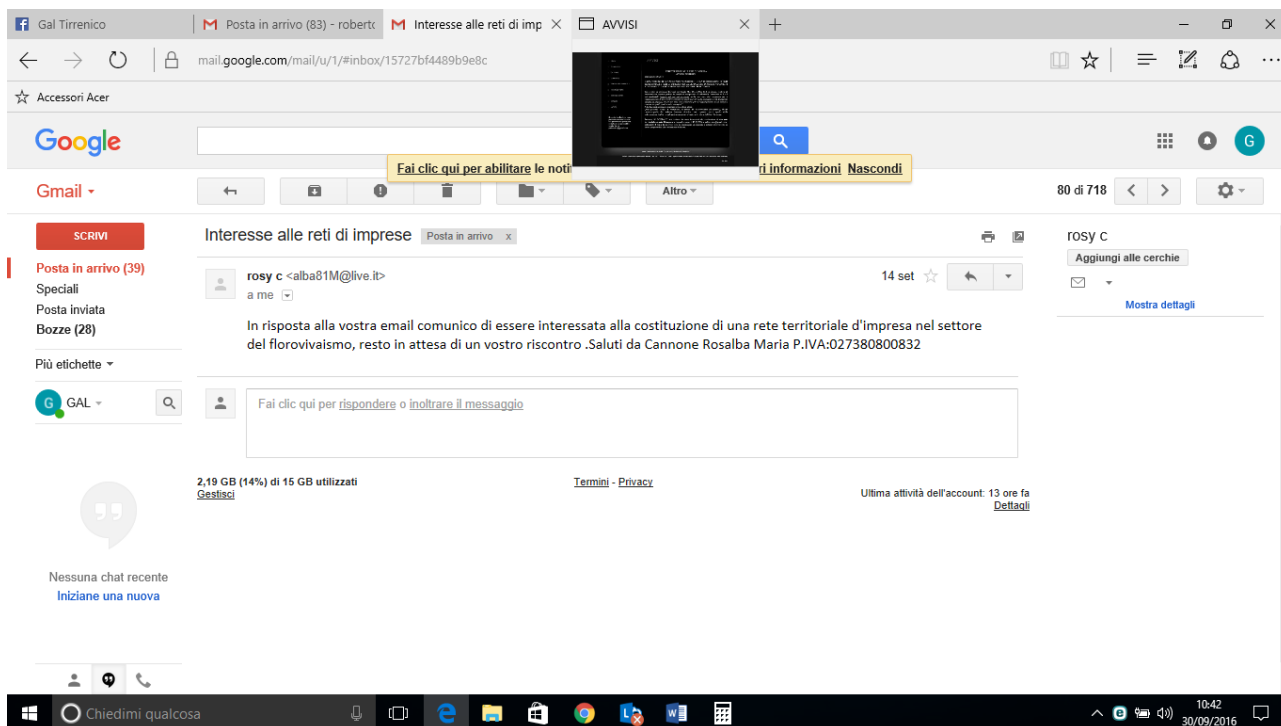 Gal Tirrenico
Posta in arrivo (83) - roberto
Interesse alle reti di imp
AVVISI
mail.google.com/mail/u/1/#inbox/15727bf4489b9e8c
Accessori Acer
Google
G
Fai clic qui per abilitare le noti
ri informazioni Nascondi
Gmail
Altro
80 di 718
SCRIVI
Posta in arrivo (39)
Speciali
Posta inviata
Bozze (28)
Più etichette
G GAL
Interesse alle reti di imprese Posta in arrivo x
rosy c <alba81M@live.it>
14 set
a me
In risposta alla vostra email comunico di essere interessata alla costituzione di una rete territoriale d'impresa nel settore
del florovivaismo, resto in attesa di un vostro riscontro .Saluti da Cannone Rosalba Maria P.IVA:027380800832
Fai clic qui per rispondere o inoltrare il messaggio
2,19 GB (14%) di 15 GB utilizzati
Gestisci
Termini - Privacy
Ultima attività dell'account: 13 ore fa
Dettagli
rosy c
Aggiungi alle cerchie
Mostra dettagli
Nessuna chat recente
Iniziane una nuova
Chiedimi qualcosa
10:42
30/09/2016